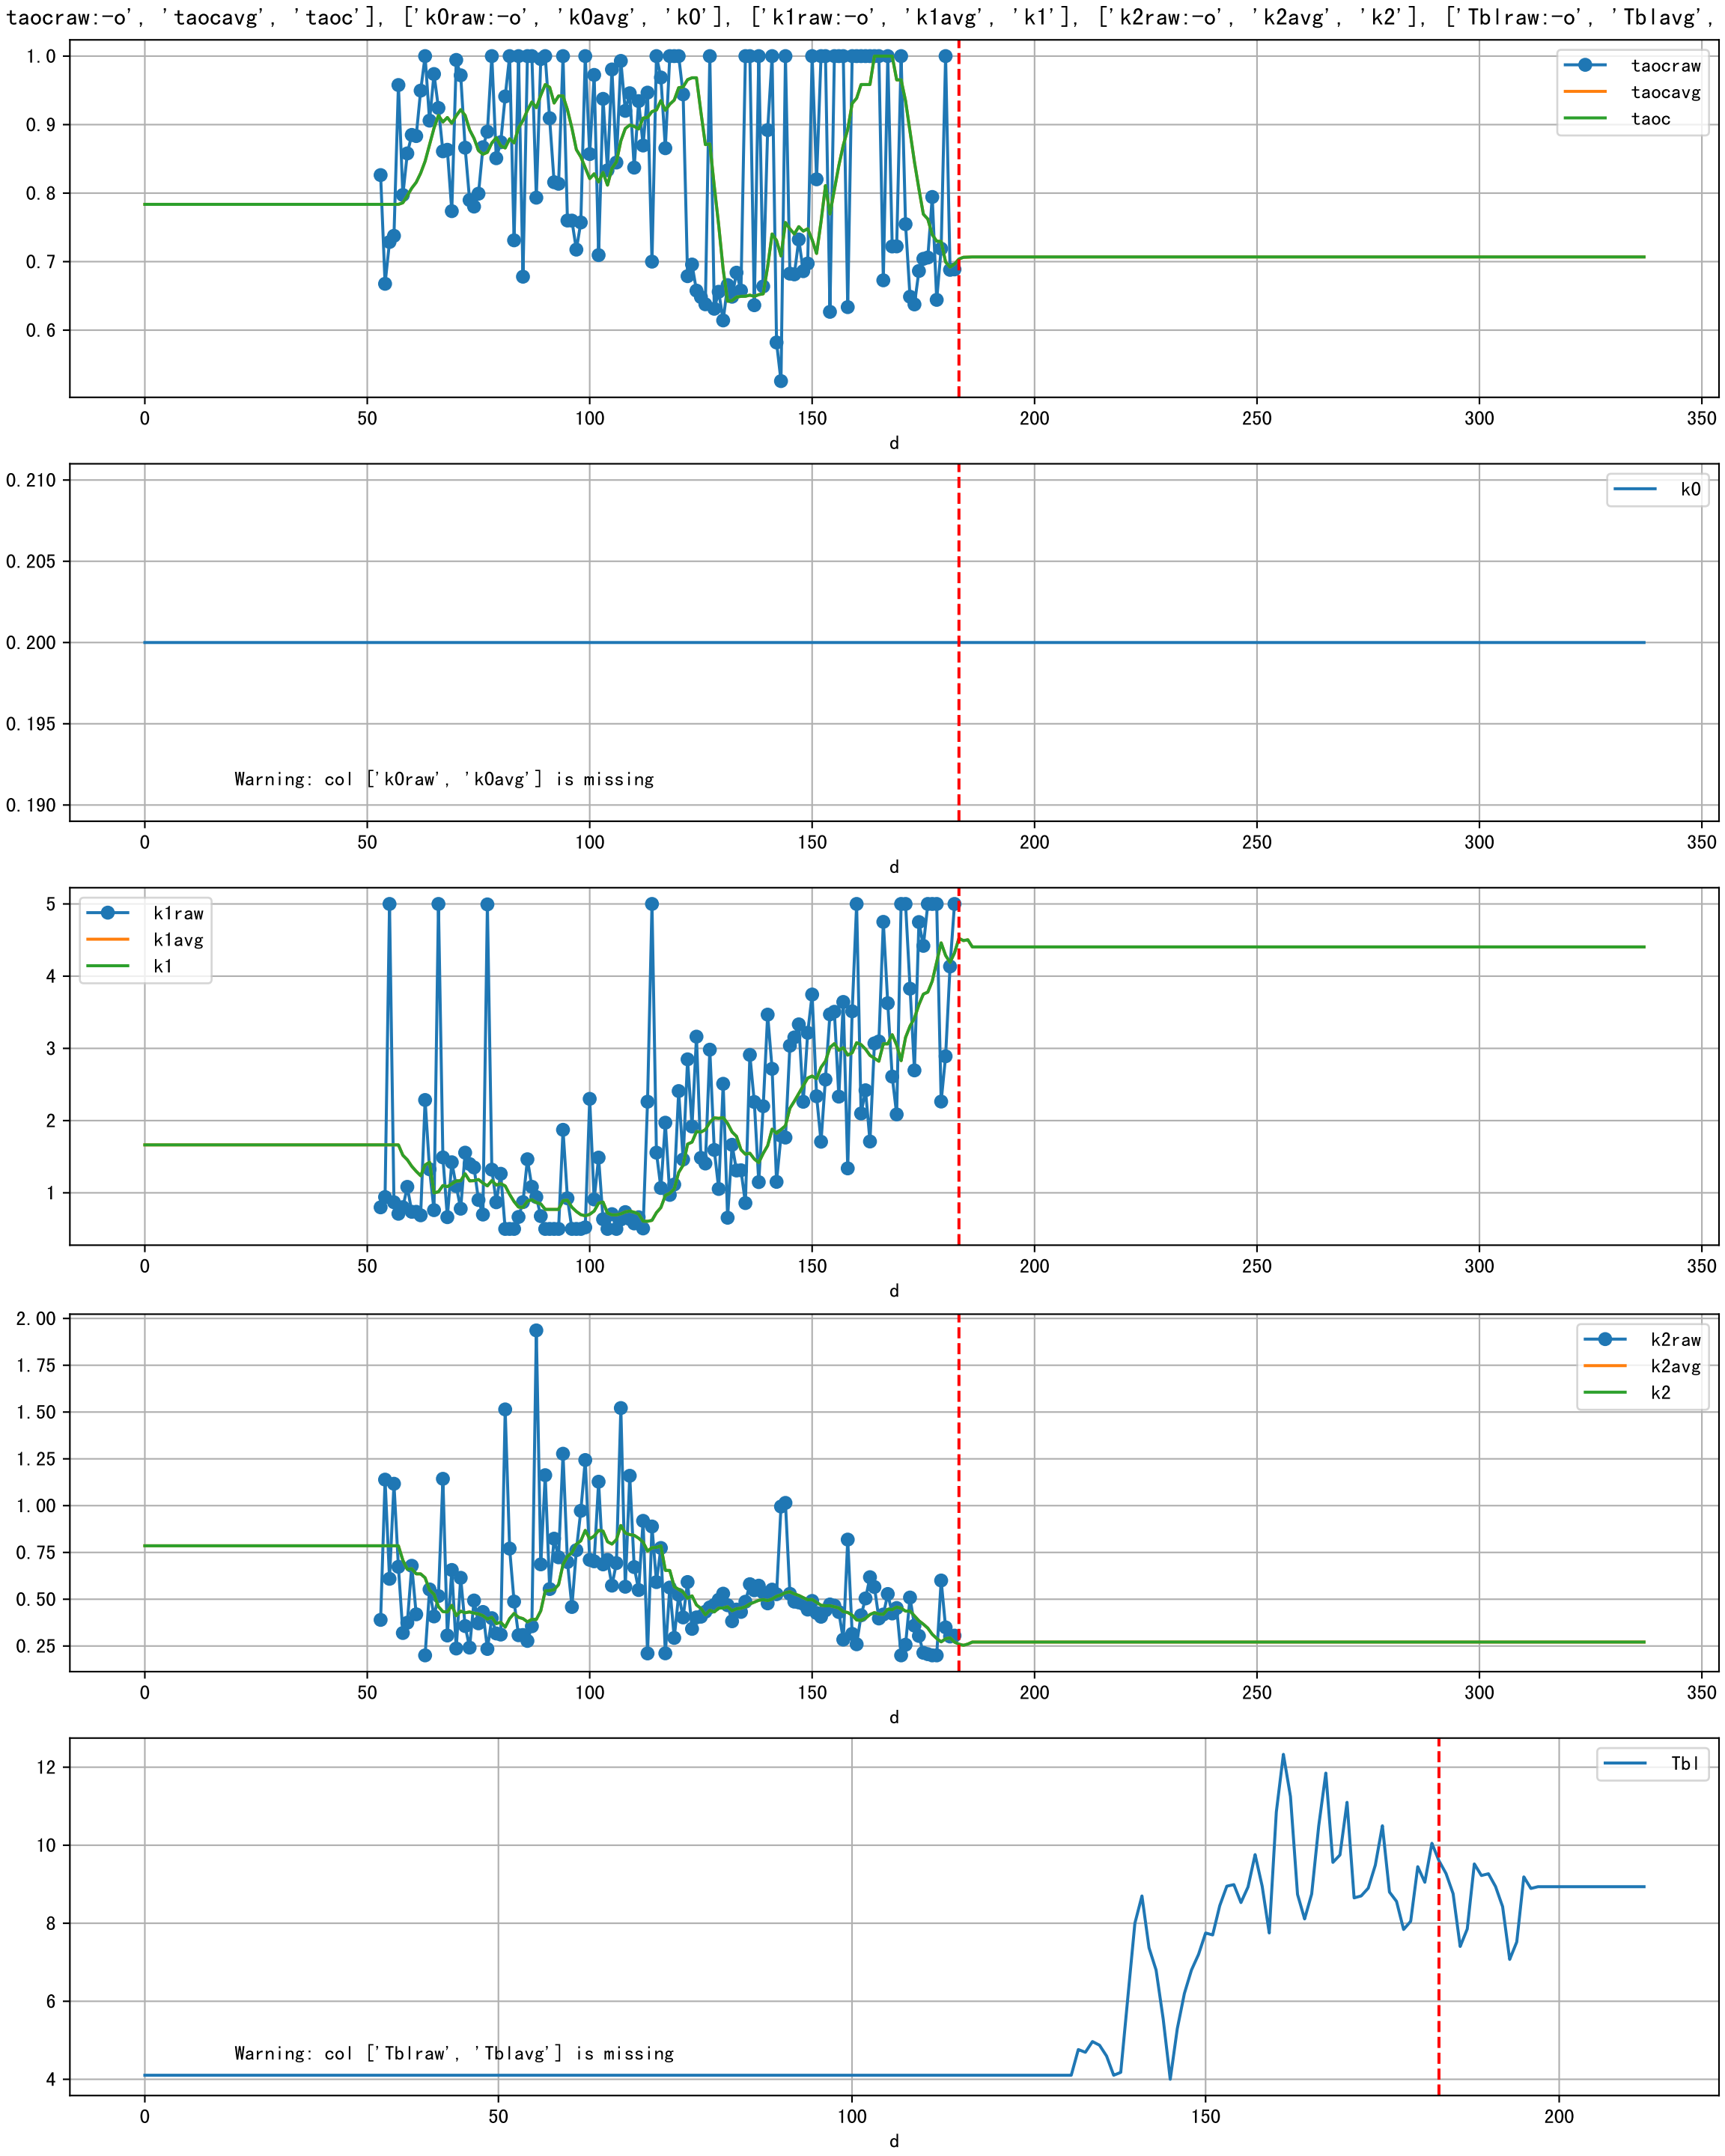 taocraw:-o', 'taocavg', 'taoc'], ['k0raw:-o', 'k0avg', 'k0'], ['k1raw:-o', 'k1avg', 'k1'], ['k2raw:-o', 'k2avg', 'k2'], ['Tblraw:-o', 'Tblavg',
1.0
0.9
0.8
0.7
0.6
taocraw
taocavg
taoc
0 50 100 150 200 250 300 350
d
0.210
0.205
0.200
0.195
0.190
k0
Warning: col ['k0raw', 'k0avg'] is missing
0 50 100 150 200 250 300 350
d
5
4
3
2
1
k1raw
k1avg
k1
0 50 100 150 200 250 300 350
d
2.00
1.75
1.50
1.25
1.00
0.75
0.50
0.25
k2raw
k2avg
k2
0 50 100 150 200 250 300 350
d
12
10
8
6
4
Tbl
Warning: col ['Tblraw', 'Tblavg'] is missing
0 50 100 150 200
d